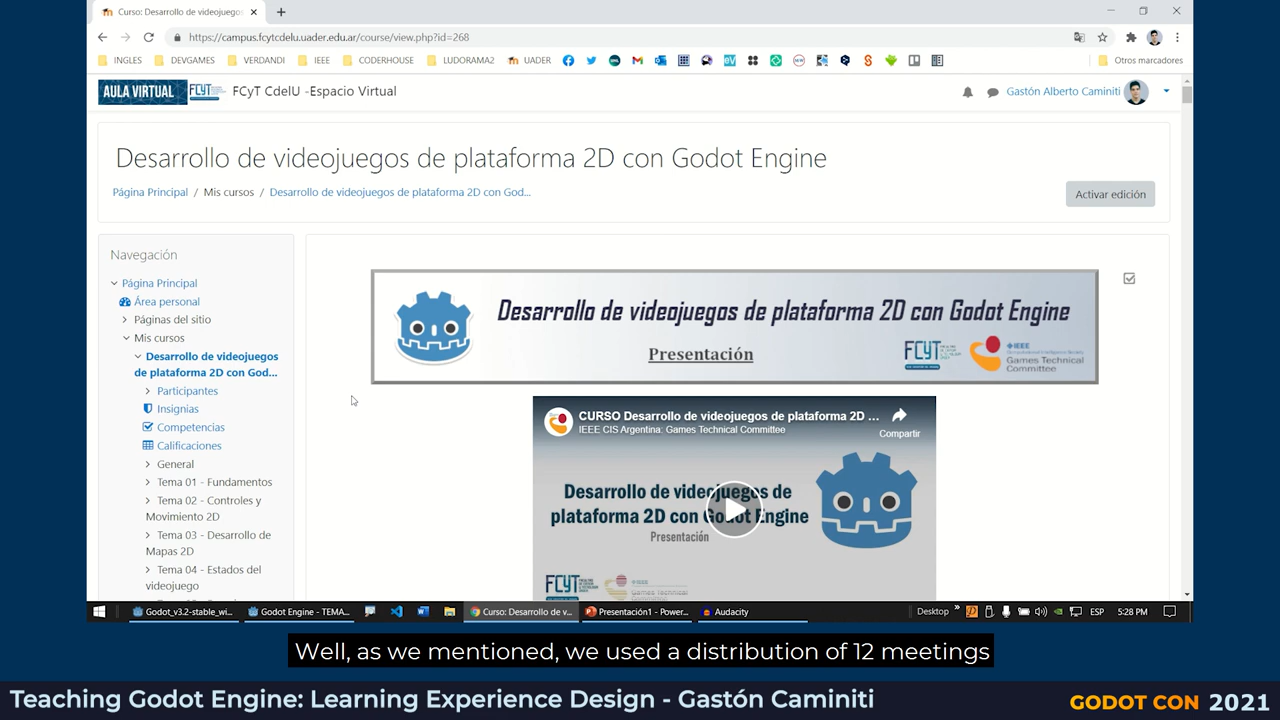 Curso: Desarrollo de videojuegos
https://campus.fcytcdelu.uader.edu.ar/course/view.php?id=268
INGLES
DEVGAMES
VERDANDI
IEEE
CODERHOUSE
LUDORAMA2
UADER
Otros marcadores
AULA VIRTUAL
FCyT
FCyT CdelU -Espacio Virtual
Gastón Alberto Caminiti
Desarrollo de videojuegos de plataforma 2D con Godot Engine
Página Principal / Mis cursos / Desarrollo de videojuegos de plataforma 2D con God...
Activar edición
Navegación
Página Principal
Área personal
Páginas del sitio
Mis cursos
Desarrollo de videojuegos
de plataforma 2D con God...
Participantes
Insignias
Competencias
Calificaciones
General
Tema 01 - Fundamentos
Tema 02 - Controles y
Movimiento 2D
Tema 03 - Desarrollo de
Mapas 2D
Tema 04 - Estados del
videojuego
Desarrollo de videojuegos de plataforma 2D con Godot Engine
Presentación
FCyT
IEEE
Games Technical
Committee
CURSO Desarrollo de videojuegos de plataforma 2D ...
IEEE CIS Argentina: Games Technical Committee
Compartir
Desarrollo de videojuegos de
plataforma 2D con Godot Engine
Presentación
FCyT
Godot_v3.2-stable_wi...
Godot Engine - TEMA...
Curso: Desarrollo de v...
Presentación1 - Power...
Audacity
Desktop
ESP
5:28 PM
Well, as we mentioned, we used a distribution of 12 meetings
Teaching Godot Engine: Learning Experience Design - Gastón Caminiti
GODOT CON 2021